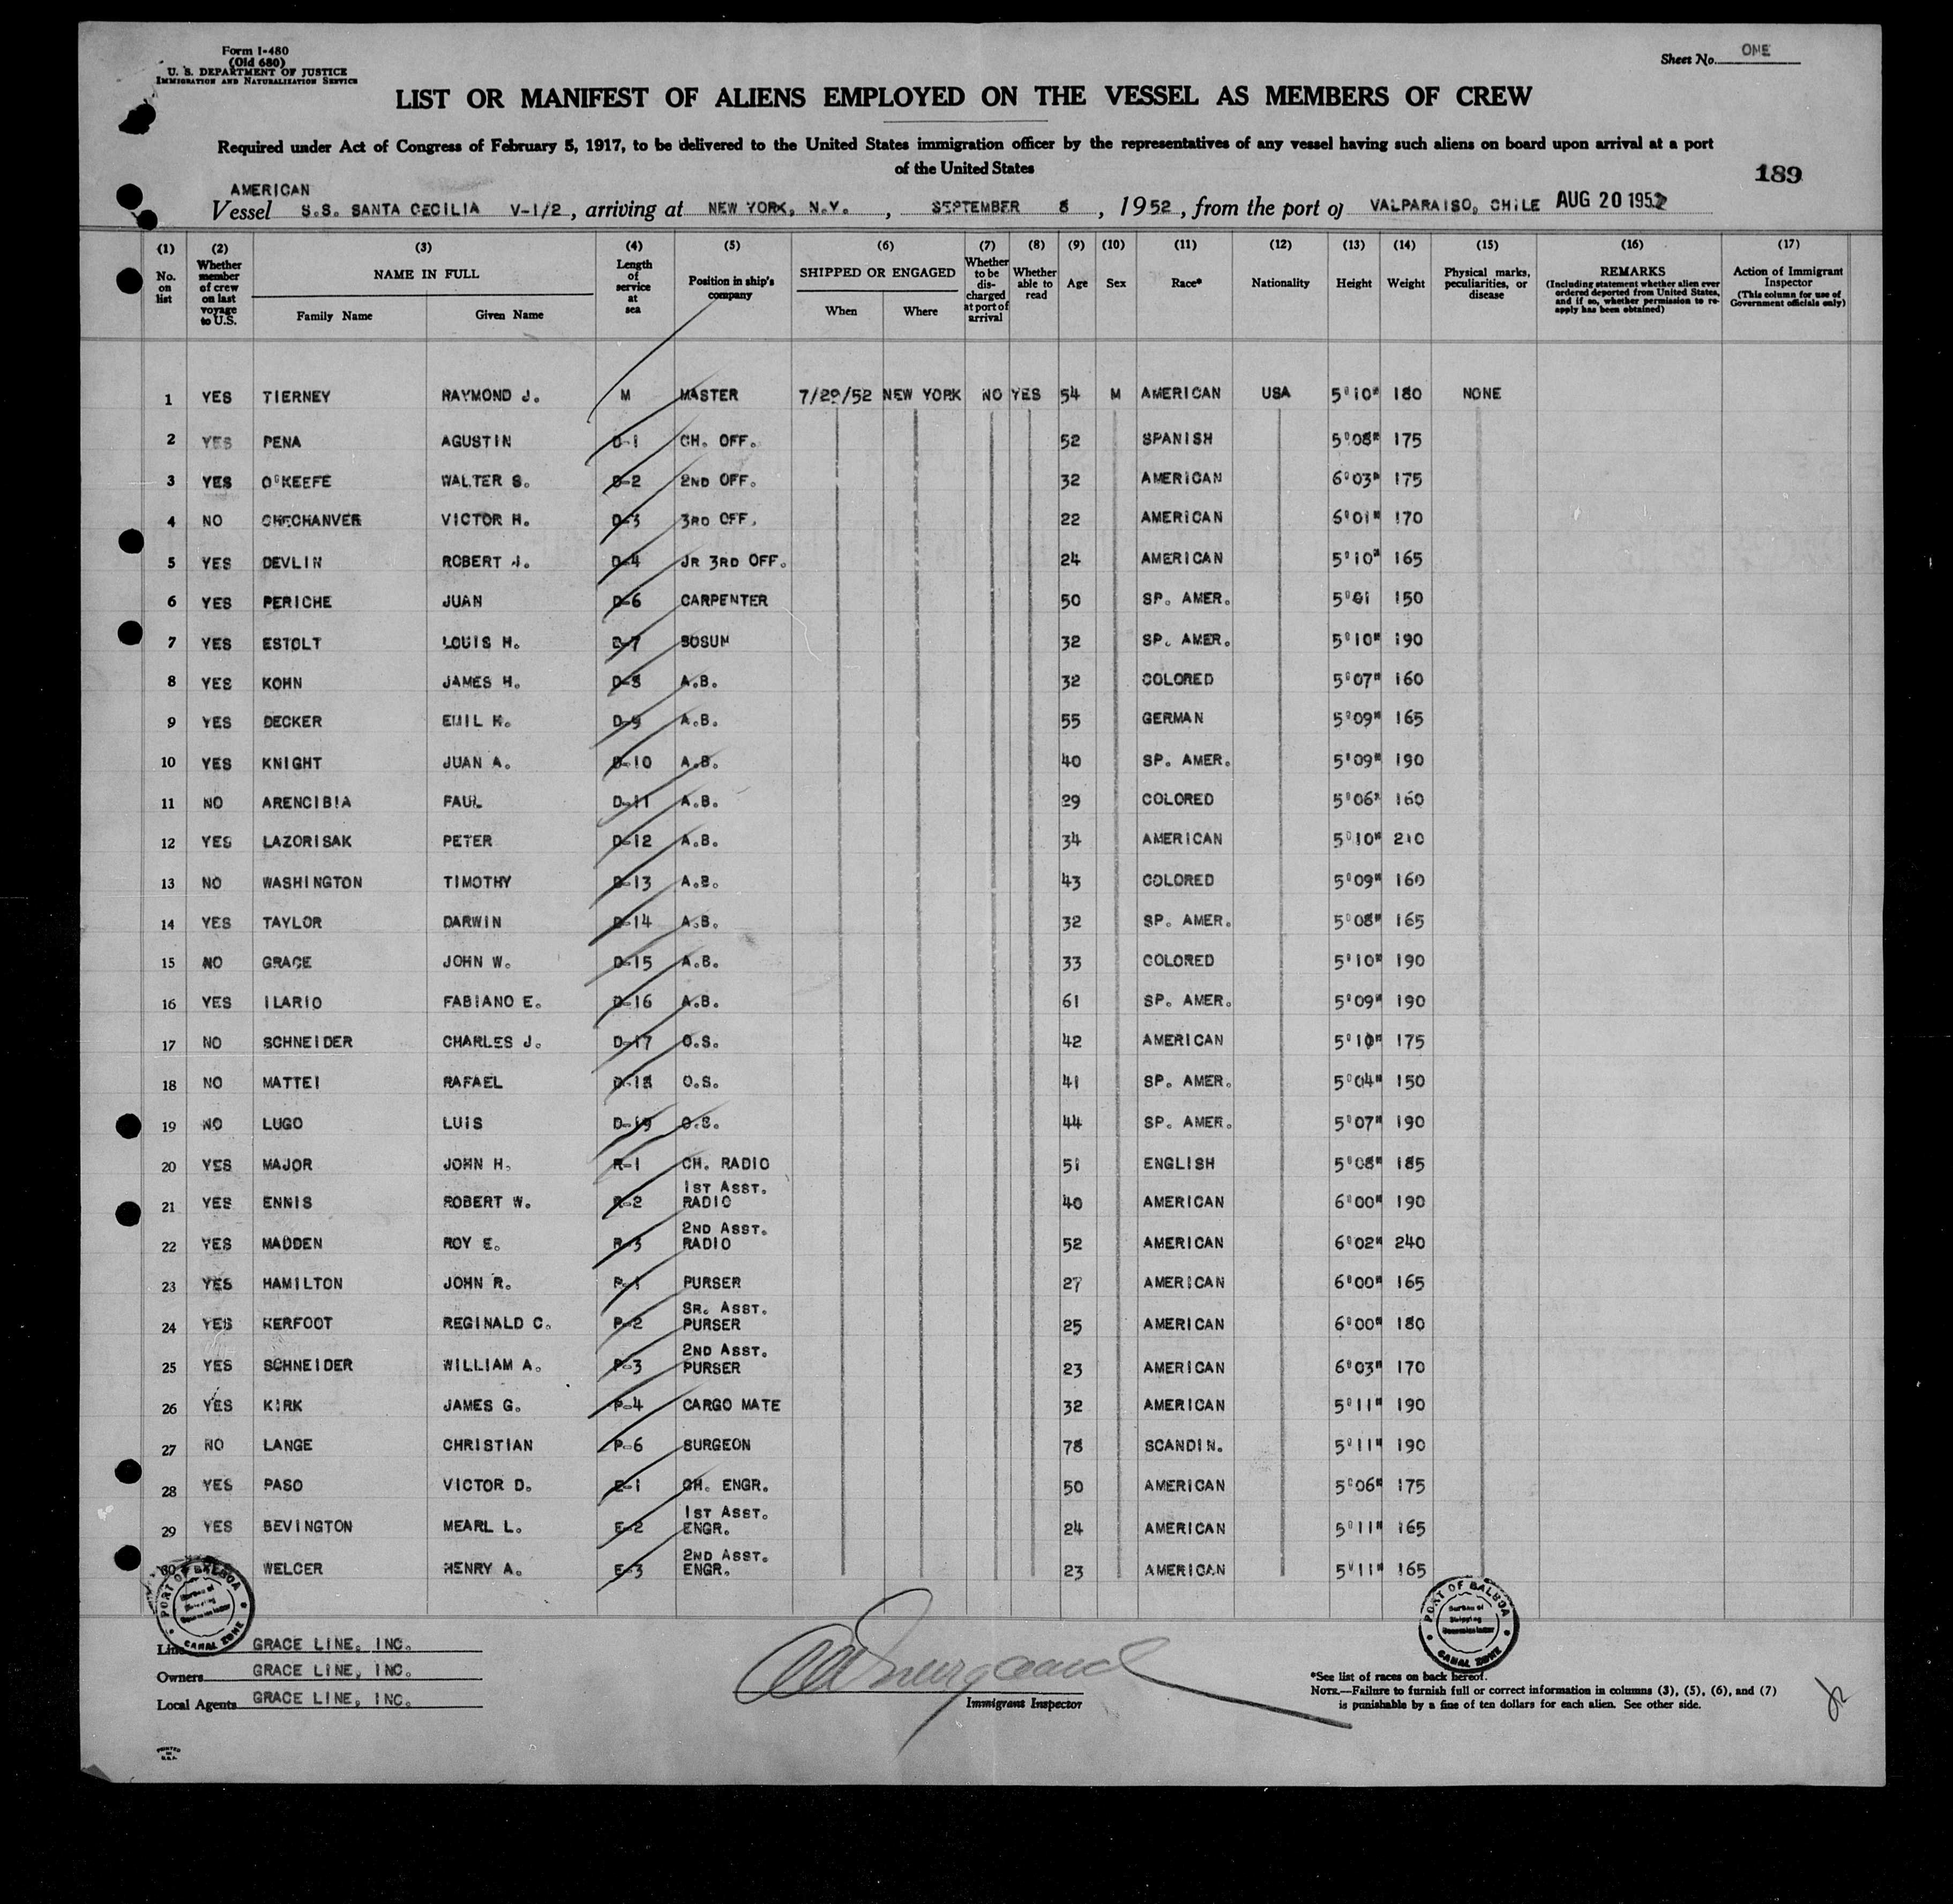 Form I-480
(Old 680)
U. S. DEPARTMENT OF JUSTICE
IMMIGRATION AND NATURALIZATION SERVICE
Sheet No. ONE
LIST OR MANIFEST OF ALIENS EMPLOYED ON THE VESSEL AS MEMBERS OF CREW
Required under Act of Congress of February 5, 1917, to be delivered to the United States immigration officer by the representatives of any vessel having such aliens on board upon arrival at a port
of the United States
189
AMERICAN
Vessel S.S. SANTA CECILIA V-1/2, arriving at NEW YORK, N.Y., SEPTEMBER 8, 1952, from the port of VALPARAISO, CHILE AUG 20 1952
(1) (2) (3) (4) (5) (6) (7) (8) (9) (10) (11) (12) (13) (14) (15) (16) (17)
No. on list
Whether member of crew on last voyage to U.S.
NAME IN FULL
Family Name Given Name
Length of service at sea
Position in ship's company
SHIPPED OR ENGAGED
When Where
Whether to be discharged at port of arrival
Whether able to read
Age
Sex
Race*
Nationality
Height
Weight
Physical marks, peculiarities, or disease
REMARKS
(Including statement whether alien ever ordered deported from United States, and if so, whether permission to reapply has been obtained)
Action of Immigrant Inspector
(This column for use of Government officials only)
1 YES TIERNEY RAYMOND J. M MASTER 7/29/52 NEW YORK NO YES 54 M AMERICAN USA 5'10" 180 NONE
2 YES PENA AGUSTIN D-1 CH. OFF. 52 SPANISH 5'08" 175
3 YES O'KEEFE WALTER S. D-2 2ND OFF. 32 AMERICAN 6'03" 175
4 NO CHECHANVER VICTOR H. D-3 3RD OFF. 22 AMERICAN 6'01" 170
5 YES DEVLIN ROBERT J. D-4 JR 3RD OFF. 24 AMERICAN 5'10" 165
6 YES PERICHE JUAN D-6 CARPENTER 50 SP. AMER. 5'61 150
7 YES ESTOLT LOUIS H. D-7 BOSUN 32 SP. AMER. 5'10" 190
8 YES KOHN JAMES H. D-8 A.B. 32 COLORED 5'07" 160
9 YES DECKER EMIL K. D-9 A.B. 55 GERMAN 5'09" 165
10 YES KNIGHT JUAN A. D-10 A.B. 40 SP. AMER. 5'09" 190
11 NO ARENCIBIA PAUL D-11 A.B. 29 COLORED 5'06" 160
12 YES LAZORISAK PETER D-12 A.B. 34 AMERICAN 5'10" 210
13 NO WASHINGTON TIMOTHY D-13 A.B. 43 COLORED 5'09" 160
14 YES TAYLOR DARWIN D-14 A.B. 32 SP. AMER. 5'08" 165
15 NO GRACE JOHN W. D-15 A.B. 33 COLORED 5'10" 190
16 YES ILARIO FABIANO E. D-16 A.B. 61 SP. AMER. 5'09" 190
17 NO SCHNEIDER CHARLES J. D-17 O.S. 42 AMERICAN 5'10" 175
18 NO MATTEI RAFAEL D-18 O.S. 41 SP. AMER. 5'04" 150
19 NO LUGO LUIS D-19 O.S. 44 SP. AMER. 5'07" 190
20 YES MAJOR JOHN H. R-1 CH. RADIO 51 ENGLISH 5'08" 185
1ST ASST.
21 YES ENNIS ROBERT W. R-2 RADIO 40 AMERICAN 6'00" 190
2ND ASST.
22 YES MADDEN ROY E. R-3 RADIO 52 AMERICAN 6'02" 240
23 YES HAMILTON JOHN R. P-1 PURSER 27 AMERICAN 6'00" 165
SR. ASST.
24 YES KERFOOT REGINALD C. P-2 PURSER 25 AMERICAN 6'00" 180
2ND ASST.
25 YES SCHNEIDER WILLIAM A. P-3 PURSER 23 AMERICAN 6'03" 170
26 YES KIRK JAMES G. P-4 CARGO MATE 32 AMERICAN 5'11" 190
27 NO LANGE CHRISTIAN P-6 SURGEON 78 SCANDIN. 5'11" 190
28 YES PASO VICTOR D. E-1 CH. ENGR. 50 AMERICAN 5'06" 175
1ST ASST.
29 YES BEVINGTON MEARL L. E-2 ENGR. 24 AMERICAN 5'11" 165
2ND ASST.
30 WELCER HENRY A. E-3 ENGR. 23 AMERICAN 5'11" 165
PORT OF BALBOA
Bureau of
Shipping
CANAL ZONE
PORT OF BALBOA
Bureau of
Shipping
CANAL ZONE
Line GRACE LINE, INC.
Owners GRACE LINE, INC.
Local Agents GRACE LINE, INC.
Immigrant Inspector
*See list of races on back hereof.
NOTE.—Failure to furnish full or correct information in columns (3), (5), (6), and (7)
is punishable by a fine of ten dollars for each alien. See other side.
PRINTED
IN
U.S.A.